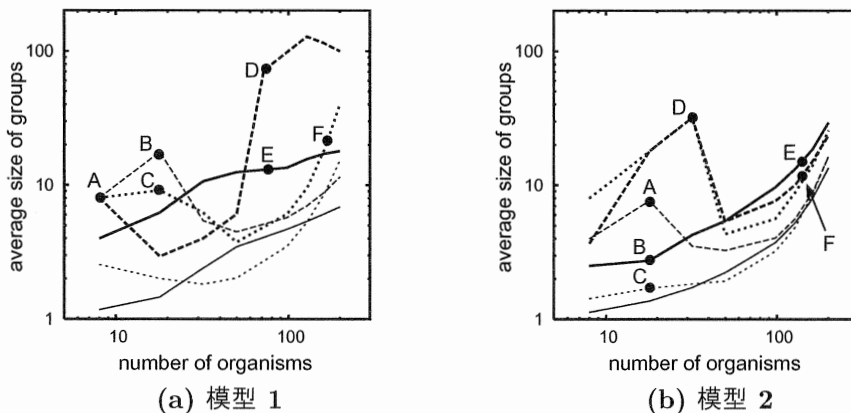 average size of groups
100
10
1
A
B
C
D
E
F
10
100
number of organisms
(a) 模型 1
average size of groups
100
10
1
A
B
C
D
E
F
10
100
number of organisms
(b) 模型 2